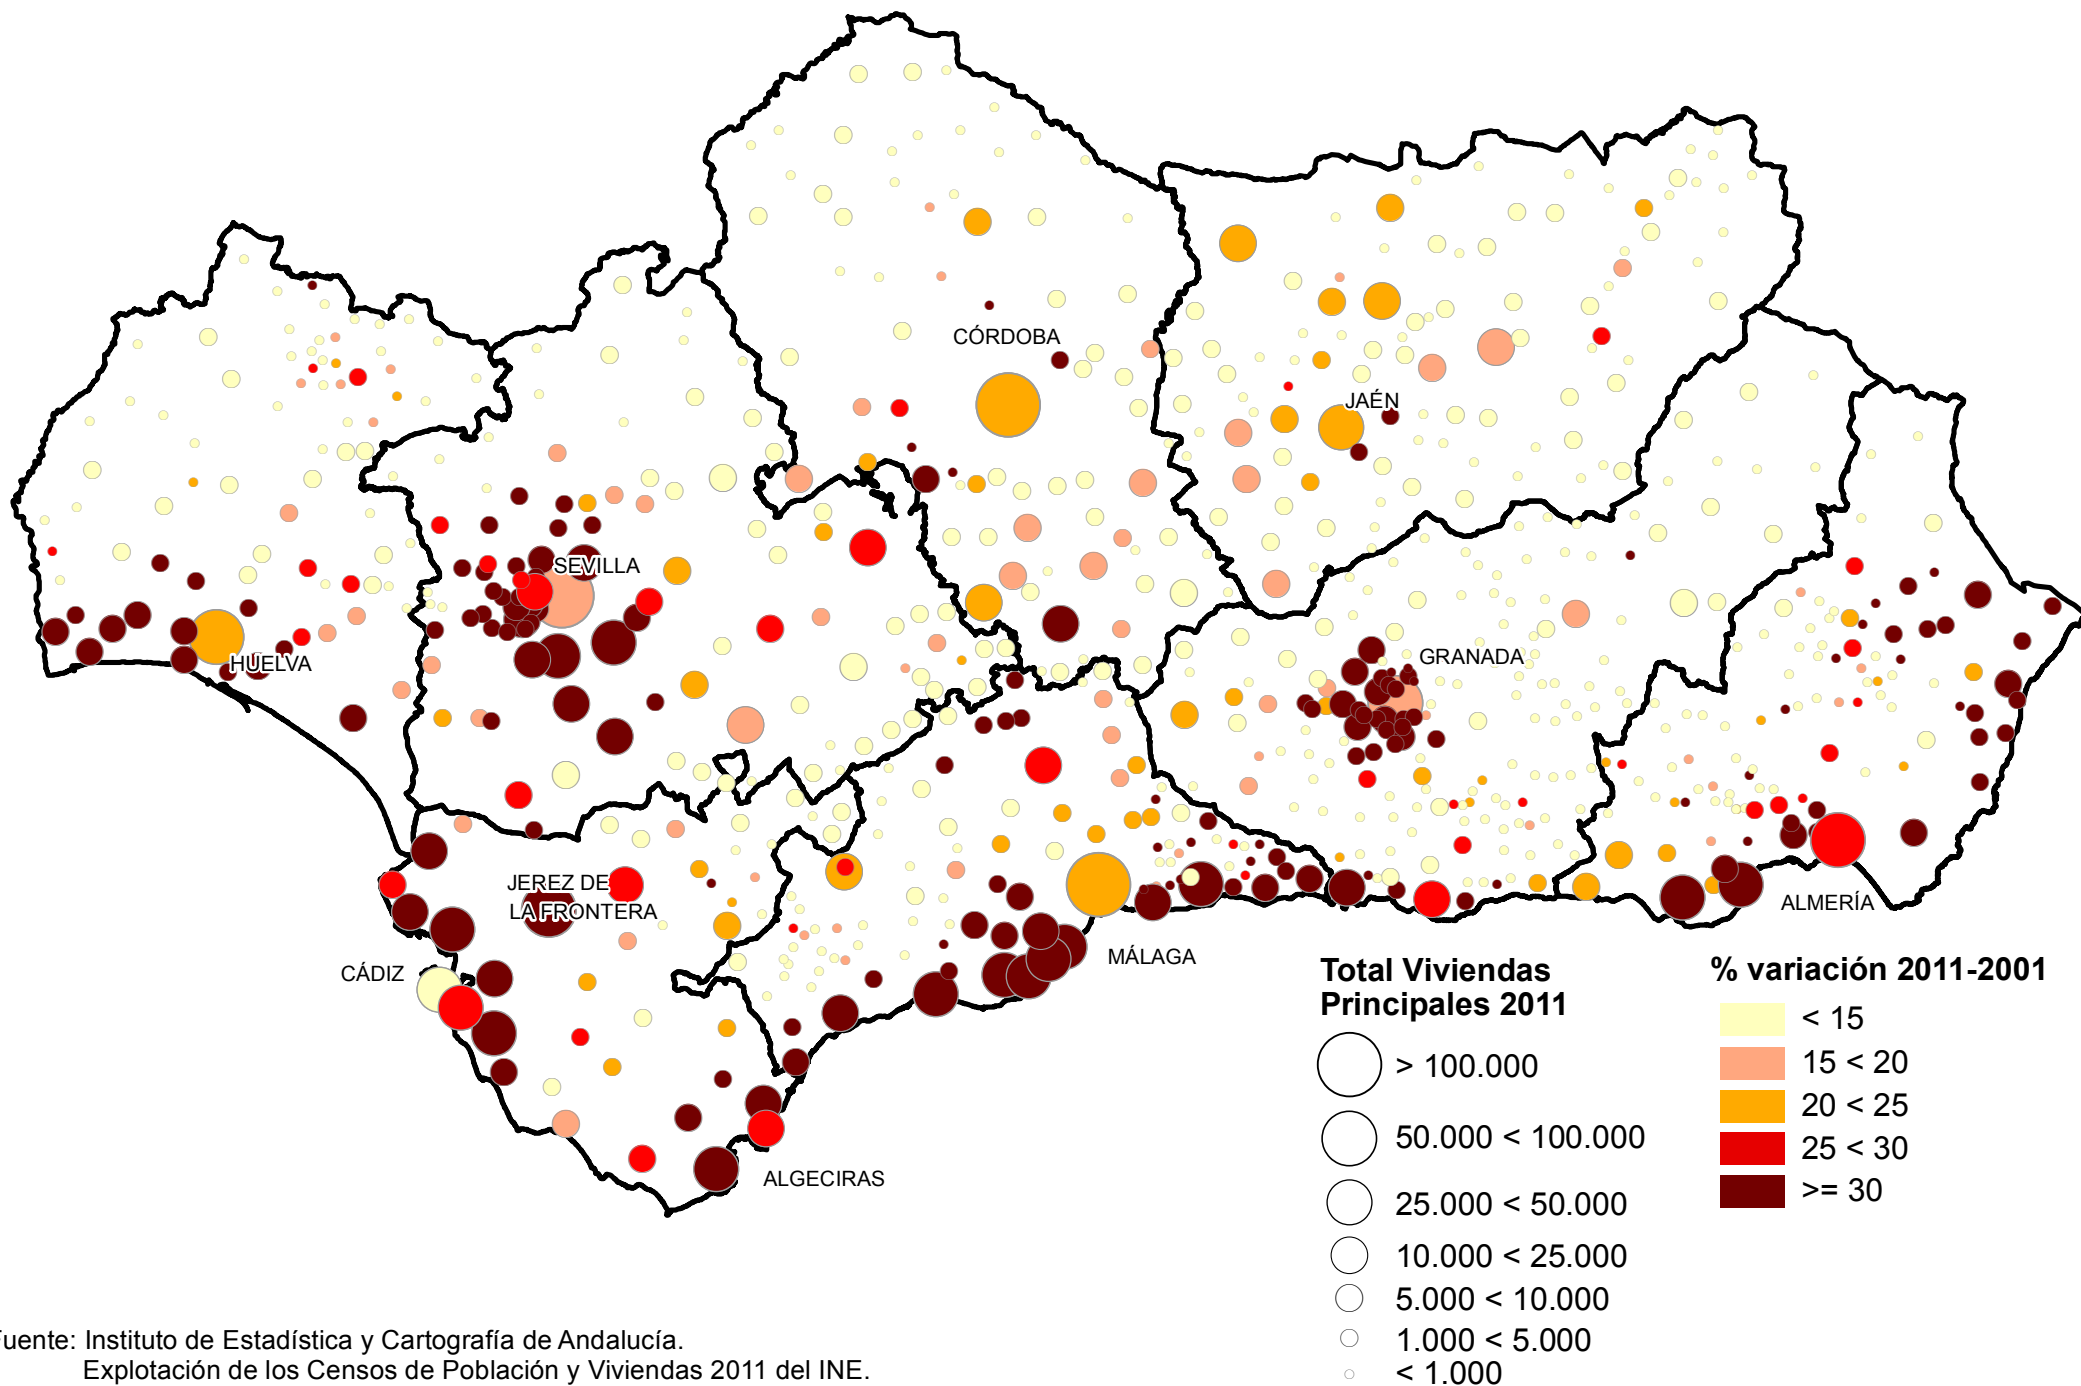 CÓRDOBA
JAÉN
SEVILLA
HUELVA
GRANADA
JEREZ DE
LA FRONTERA
ALMERÍA
CÁDIZ
MÁLAGA
ALGECIRAS
Total Viviendas
Principales 2011
> 100.000
50.000 < 100.000
25.000 < 50.000
10.000 < 25.000
5.000 < 10.000
1.000 < 5.000
< 1.000
% variación 2011-2001
< 15
15 < 20
20 < 25
25 < 30
>= 30
uente: Instituto de Estadística y Cartografía de Andalucía.
Explotación de los Censos de Población y Viviendas 2011 del INE.